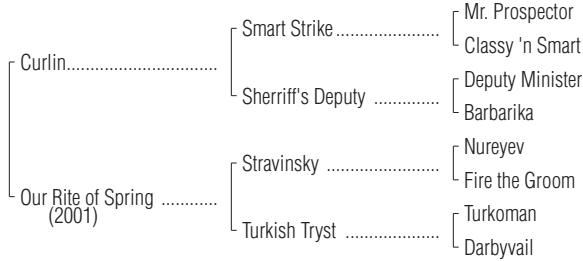 Mr. Prospector
Smart Strike......................
Classy 'n Smart
Curlin................................
Deputy Minister
Sherriff's Deputy ..............
Barbarika
Nureyev
Stravinsky ........................
Fire the Groom
Our Rite of Spring ............
(2001)
Turkoman
Turkish Tryst ....................
Darbyvail